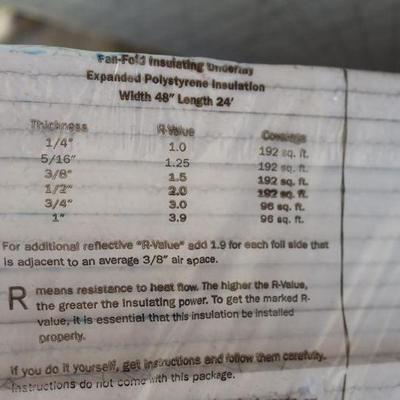 Fan-Fold Insulating Underlay
Expanded Polystyrene Insulation
Width 48" Length 24'
Thickness R-Value Coverage
1/4" 1.0 192 sq. ft.
5/16" 1.25 192 sq. ft.
3/8" 1.5 192 sq. ft.
1/2" 2.0 192 sq. ft.
3/4" 3.0 96 sq. ft.
1" 3.9 96 sq. ft.
For additional reflective "R-Value" add 1.9 for each foil side that
is adjacent to an average 3/8" air space.
R means resistance to heat flow. The higher the R-Value,
the greater the insulating power. To get the marked R-
value, it is essential that this insulation be installed
properly.
If you do it yourself, get instructions and follow them carefully.
Instructions do not come with this package.